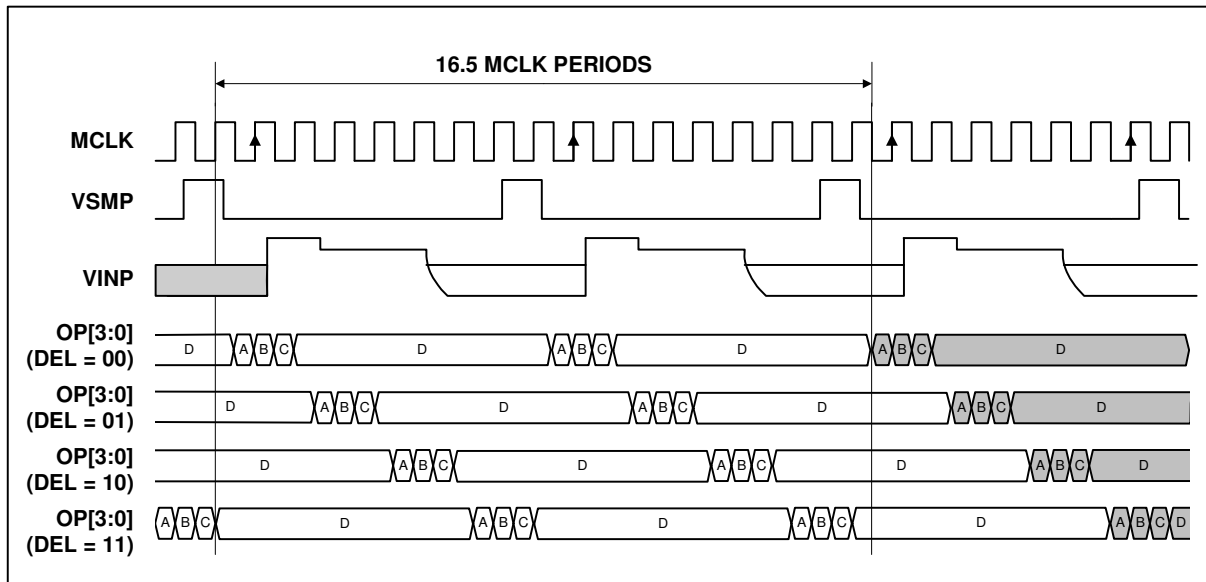 16.5 MCLK PERIODS
MCLK
VSMP
VINP
OP[3:0]
(DEL = 00)
D A B C D A B C D A B C D
OP[3:0]
(DEL = 01)
D A B C D A B C D A B C D
OP[3:0]
(DEL = 10)
D A B C D A B C D A B C D
OP[3:0]
(DEL = 11)
A B C D A B C D A B C D A B C D